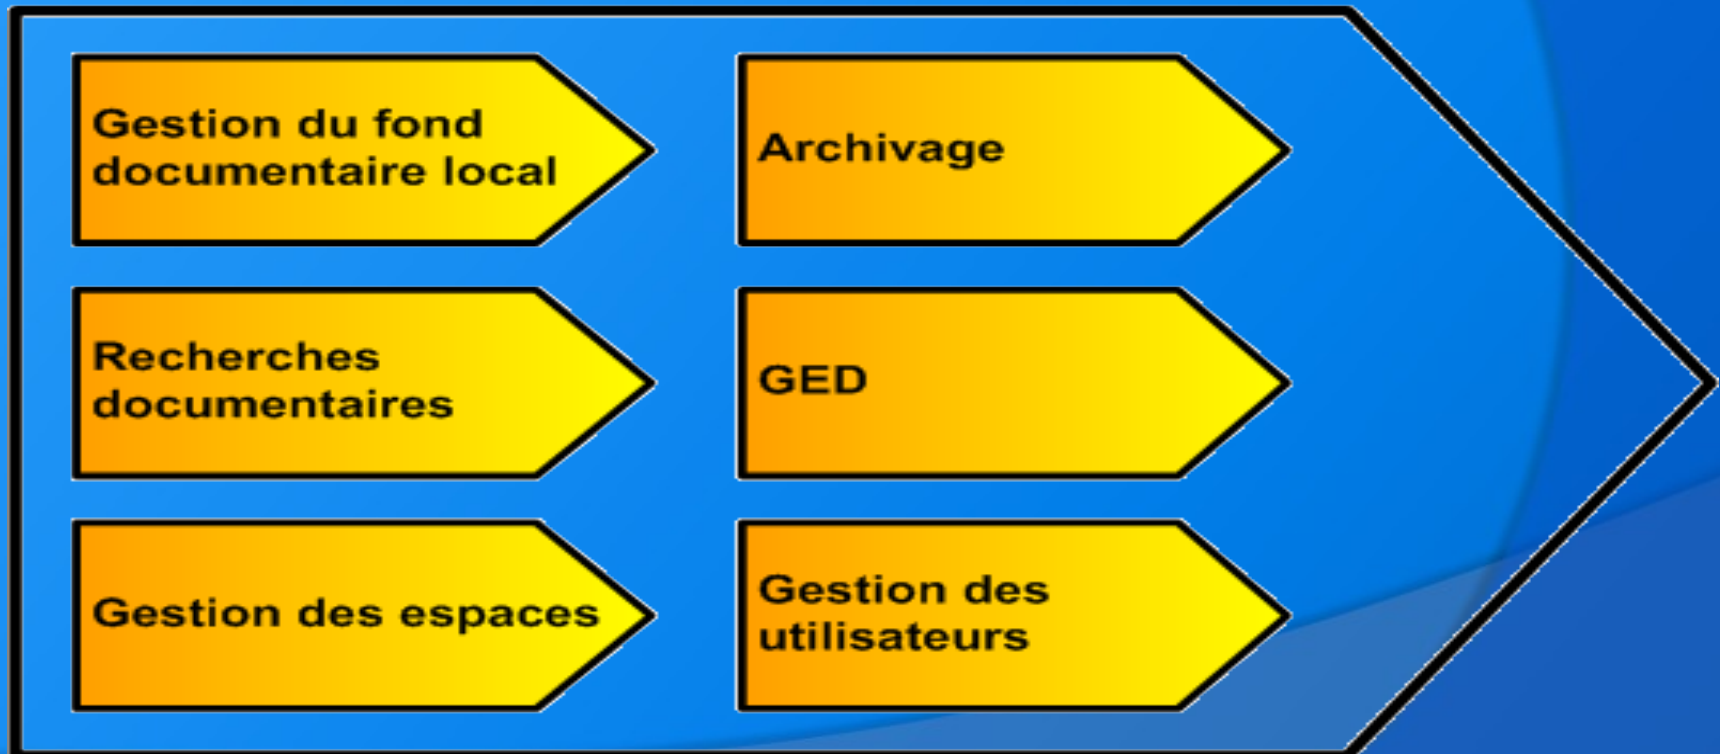 Gestion du fond
documentaire local
Archivage
Recherches
documentaires
GED
Gestion des espaces
Gestion des
utilisateurs